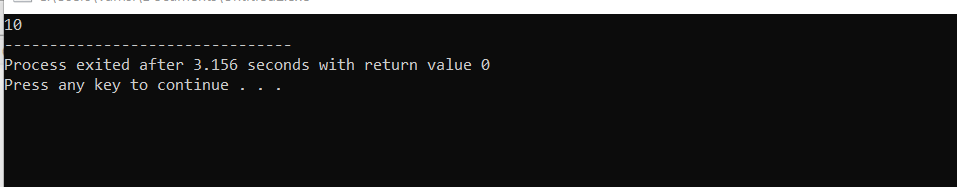 10
--------------------------------
Process exited after 3.156 seconds with return value 0
Press any key to continue . . .